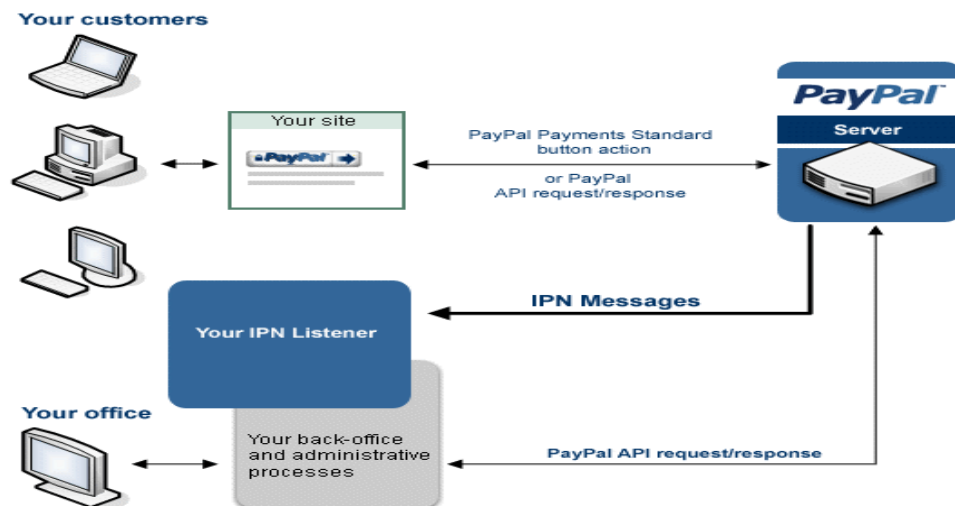 Your customers
Your site
PayPal
PayPal Payments Standard
button action
or PayPal
API request/response
PayPal™
Server
IPN Messages
Your IPN Listener
Your office
Your back-office
and administrative
processes
PayPal API request/response